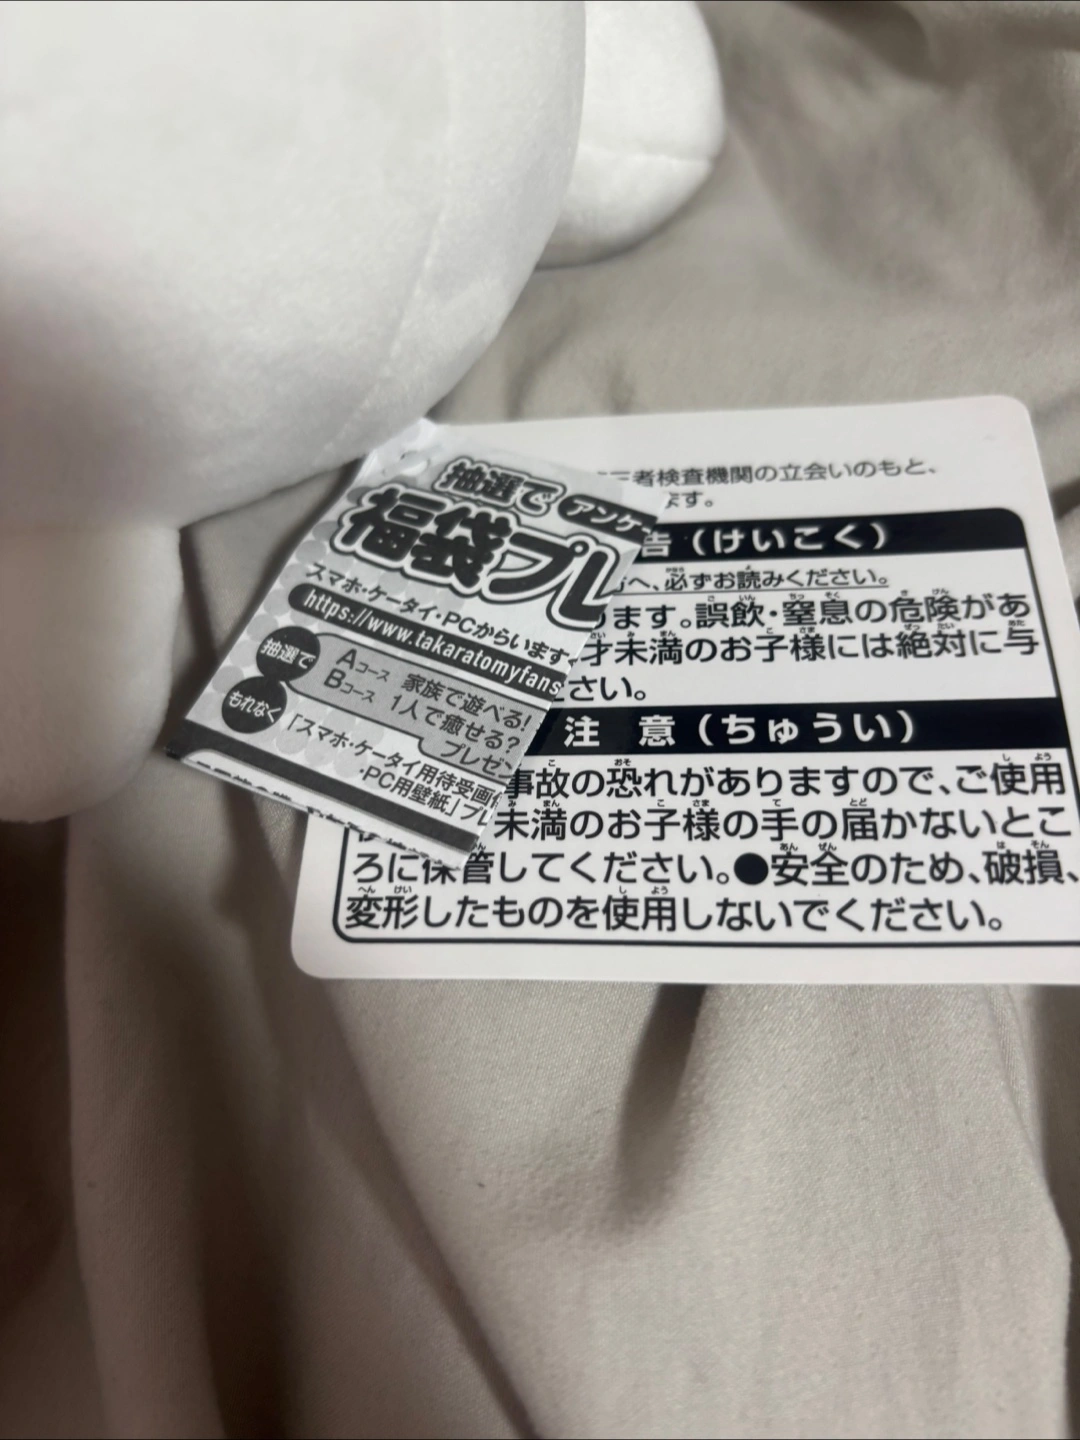 抽選で アンケ
福袋プレ
スマホ・ケータイ・PCからいます
https://www.takaratomyfans
抽選で
Aコース 家族で遊べる!
Bコース 1人で癒せる?
プレゼン
もれなく
「スマホ・ケータイ用待受画
・PC用壁紙」プレ
三者検査機関の立会いのもと、
ます。
告(けいこく)
へ、必ずお読みください。
ます。誤飲・窒息の危険があ
才未満のお子様には絶対に与
さい。
注意(ちゅうい)
事故の恐れがありますので、ご使用
未満のお子様の手の届かないとこ
ろに保管してください。●安全のため、破損、
変形したものを使用しないでください。